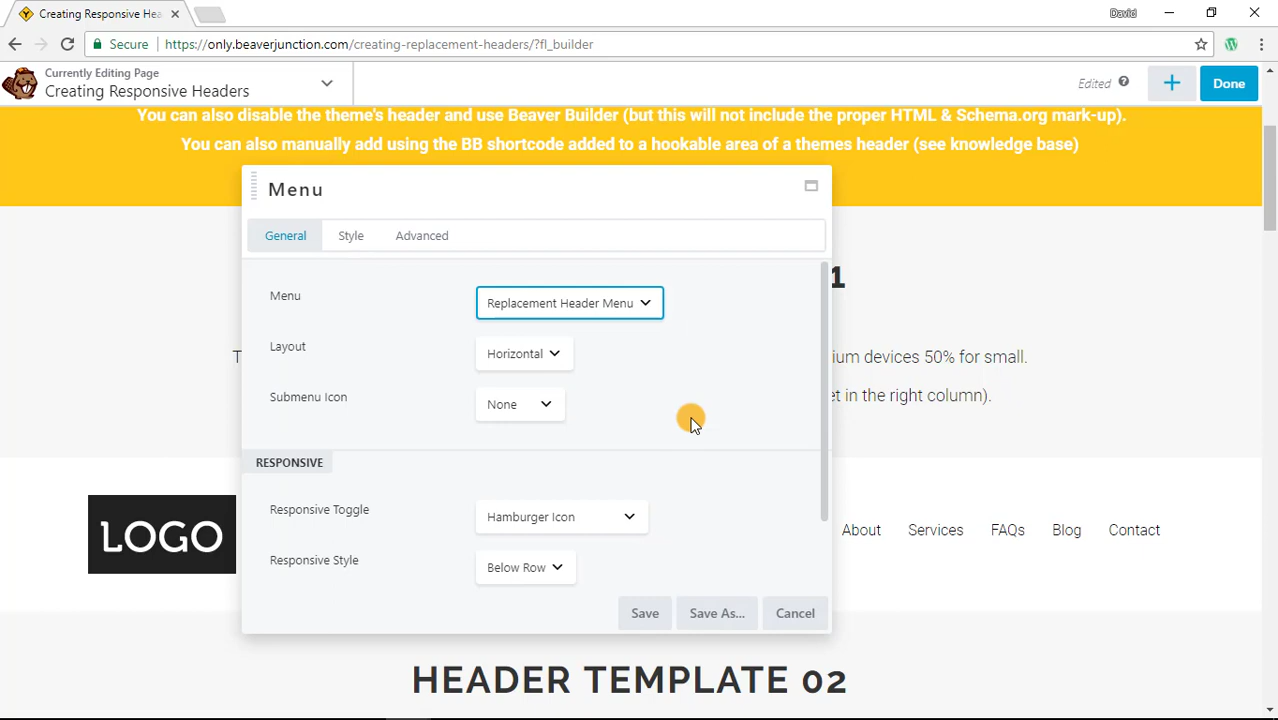 Creating Responsive Hea
David
Secure
https://only.beaverjunction.com/creating-replacement-headers/?fl_builder
Currently Editing Page
Creating Responsive Headers
Edited
?
+
Done
You can also disable the theme's header and use Beaver Builder (but this will not include the proper HTML & Schema.org mark-up).
You can also manually add using the BB shortcode added to a hookable area of a themes header (see knowledge base)
Menu
General
Style
Advanced
1
Menu
Replacement Header Menu
Layout
Horizontal
T
ium devices 50% for small.
Submenu Icon
None
et in the right column).
RESPONSIVE
Responsive Toggle
Hamburger Icon
LOGO
About
Services
FAQs
Blog
Contact
Responsive Style
Below Row
Save
Save As...
Cancel
HEADER TEMPLATE 02